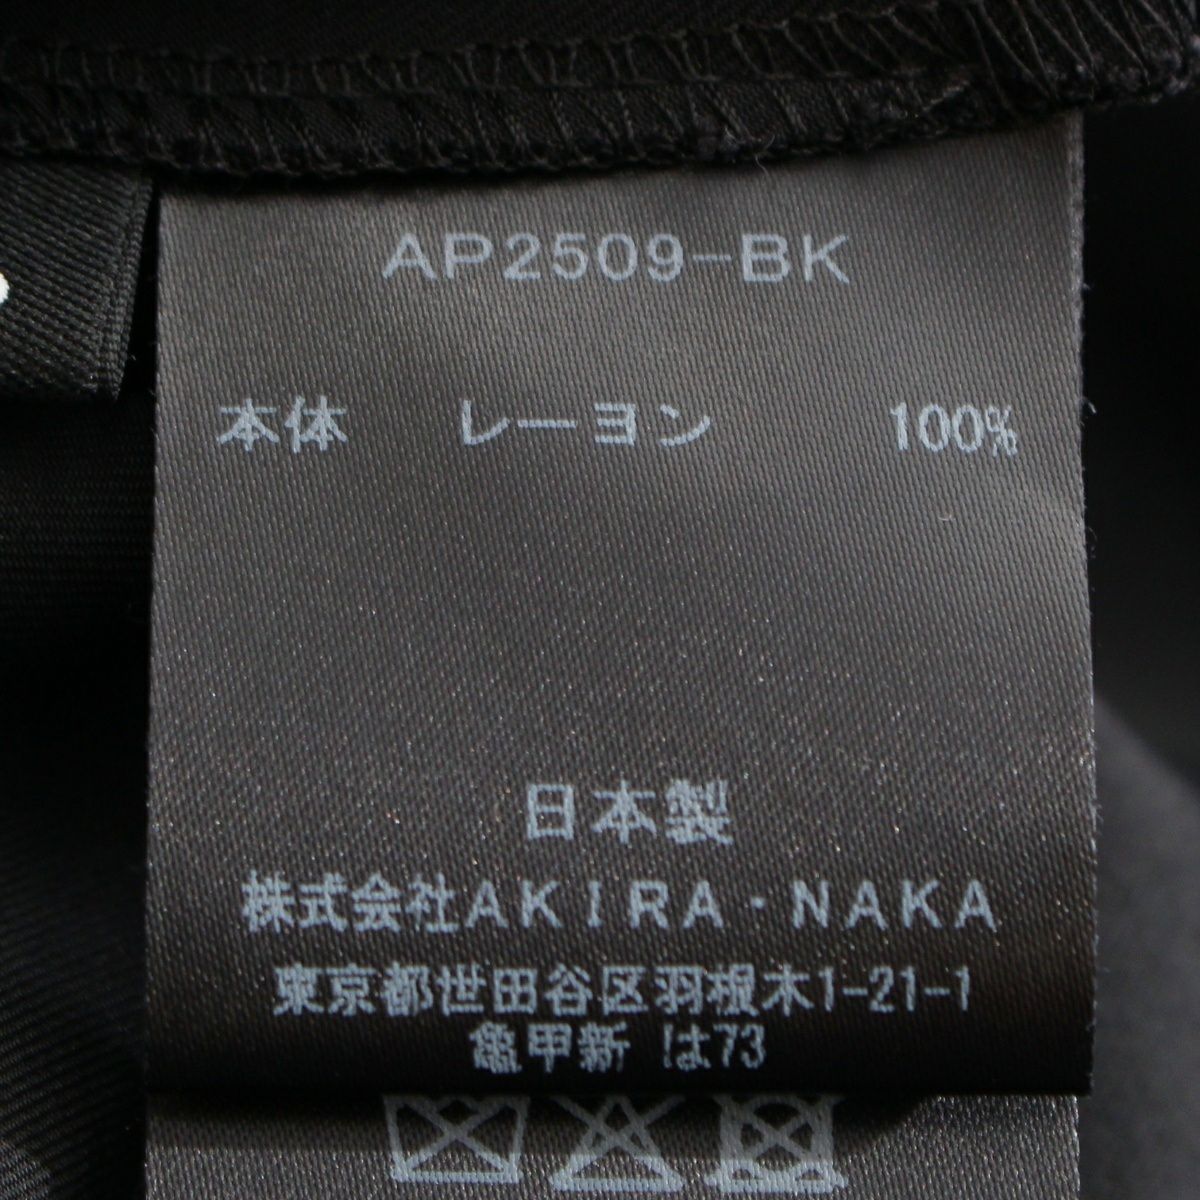 AP2509-BK
本体 レーヨン 100%
日本製
株式会社AKIRA・NAKA
東京都世田谷区羽根木1-21-1
亀甲新 は73